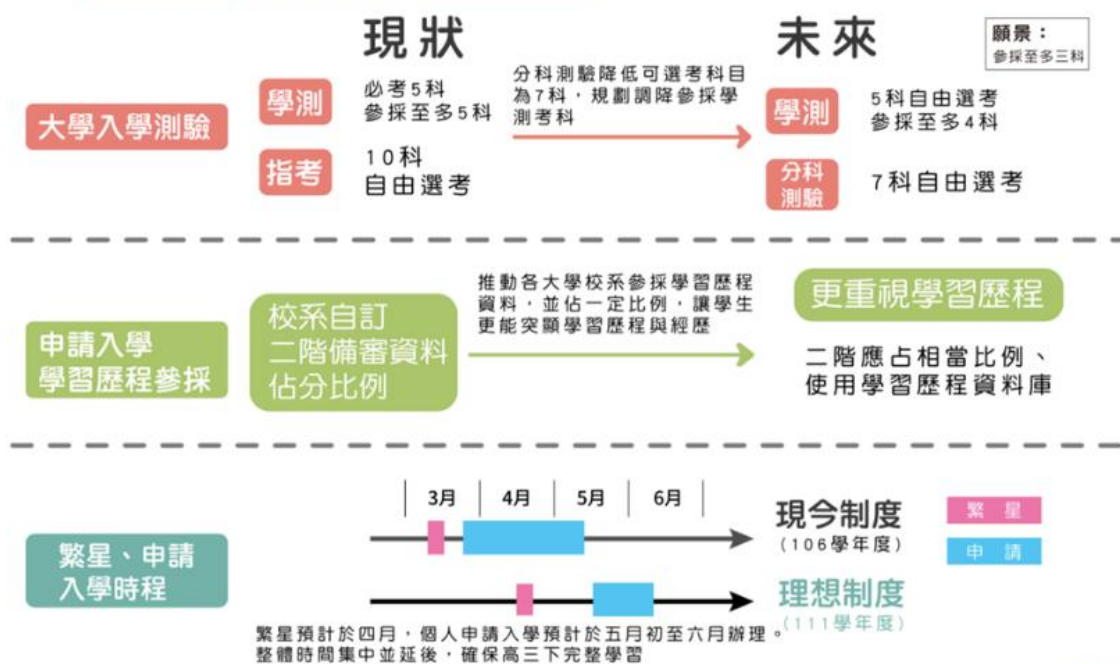 現狀
未來
願景：
參採至多三科
大學入學測驗
學測
必考5科
參採至多5科
指考
10科
自由選考
分科測驗降低可選考科目
為7科，規劃調降參採學
測考科
學測
5科自由選考
參採至多4科
分科
測驗
7科自由選考
申請入學
學習歷程參採
校系自訂
二階備審資料
佔分比例
推動各大學校系參採學習歷程
資料，並佔一定比例，讓學生
更能突顯學習歷程與經歷
更重視學習歷程
二階應占相當比例、
使用學習歷程資料庫
繁星、申請
入學時程
3月
4月
5月
6月
現今制度
(106學年度)
繁星
申請
理想制度
(111學年度)
繁星預計於四月，個人申請入學預計於五月初至六月辦理。
整體時間集中並延後，確保高三下完整學習